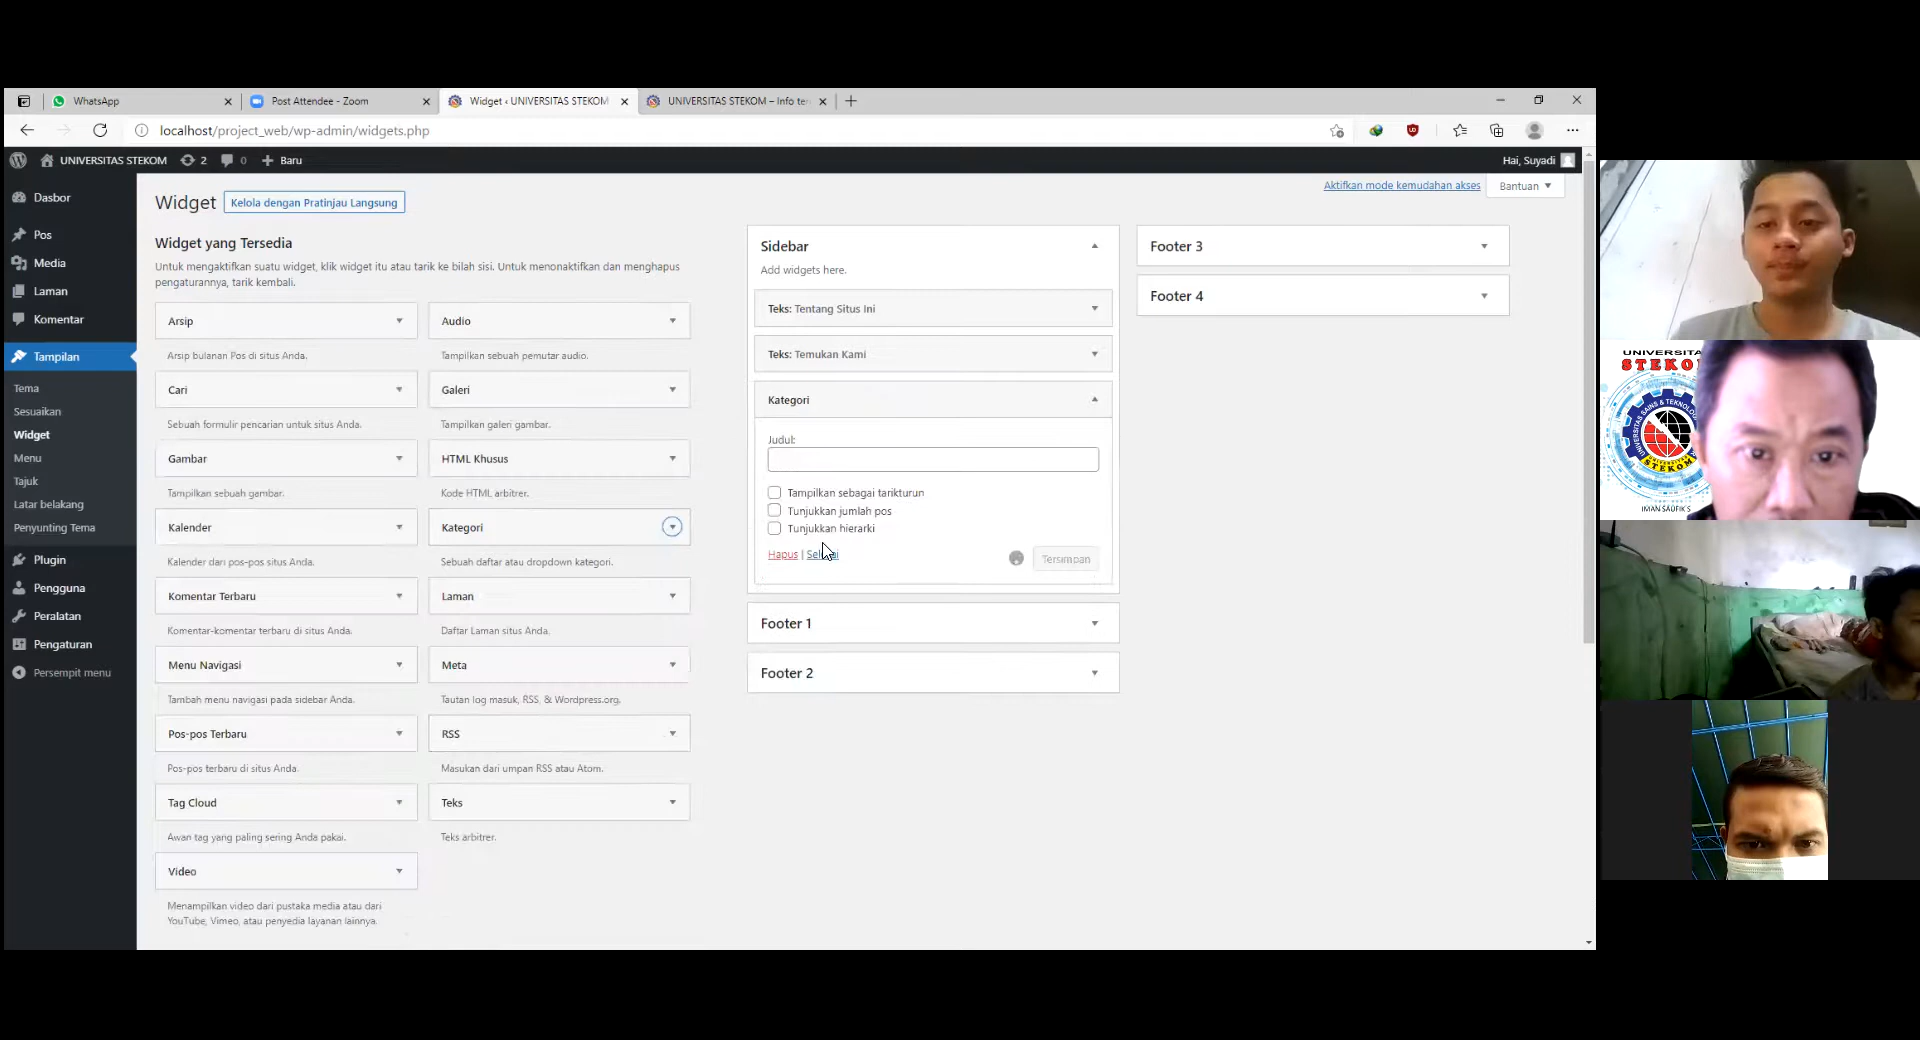 WhatsApp
Post Attendee - Zoom
Widget ‹ UNIVERSITAS STEKOM
UNIVERSITAS STEKOM – Info ter
localhost/project_web/wp-admin/widgets.php
UNIVERSITAS STEKOM 2 0 Baru
Hai, Suyadi
Aktifkan mode kemudahan akses
Bantuan
Dasbor
Pos
Media
Laman
Komentar
Tampilan
Tema
Sesuaikan
Widget
Menu
Tajuk
Latar belakang
Penyunting Tema
Plugin
Pengguna
Peralatan
Pengaturan
Persempit menu
Widget
Kelola dengan Pratinjau Langsung
Widget yang Tersedia
Untuk mengaktifkan suatu widget, klik widget itu atau tarik ke bilah sisi. Untuk menonaktifkan dan menghapus
pengaturannya, tarik kembali.
Arsip
Arsip bulanan Pos di situs Anda.
Audio
Tampilkan sebuah pemutar audio.
Cari
Sebuah formulir pencarian untuk situs Anda.
Galeri
Tampilkan galeri gambar.
Gambar
Tampilkan sebuah gambar.
HTML Khusus
Kode HTML arbitrer.
Kalender
Kalender dari pos-pos situs Anda.
Kategori
Sebuah daftar atau dropdown kategori.
Komentar Terbaru
Komentar-komentar terbaru di situs Anda.
Laman
Daftar Laman situs Anda.
Menu Navigasi
Tambah menu navigasi pada sidebar Anda.
Meta
Tautan log masuk, RSS, & Wordpress.org.
Pos-pos Terbaru
Pos-pos terbaru di situs Anda.
RSS
Masukan dari umpan RSS atau Atom.
Tag Cloud
Awan tag yang paling sering Anda pakai.
Teks
Teks arbitrer.
Video
Menampilkan video dari pustaka media atau dari
YouTube, Vimeo, atau penyedia layanan lainnya.
Sidebar
Add widgets here.
Teks: Tentang Situs Ini
Teks: Temukan Kami
Kategori
Judul:
Tampilkan sebagai tarikturun
Tunjukkan jumlah pos
Tunjukkan hierarki
Hapus | Selesai
Tersimpan
Footer 1
Footer 2
Footer 3
Footer 4
UNIVERSITA
STEKO
STEKOM
IMAN SAUFIK S